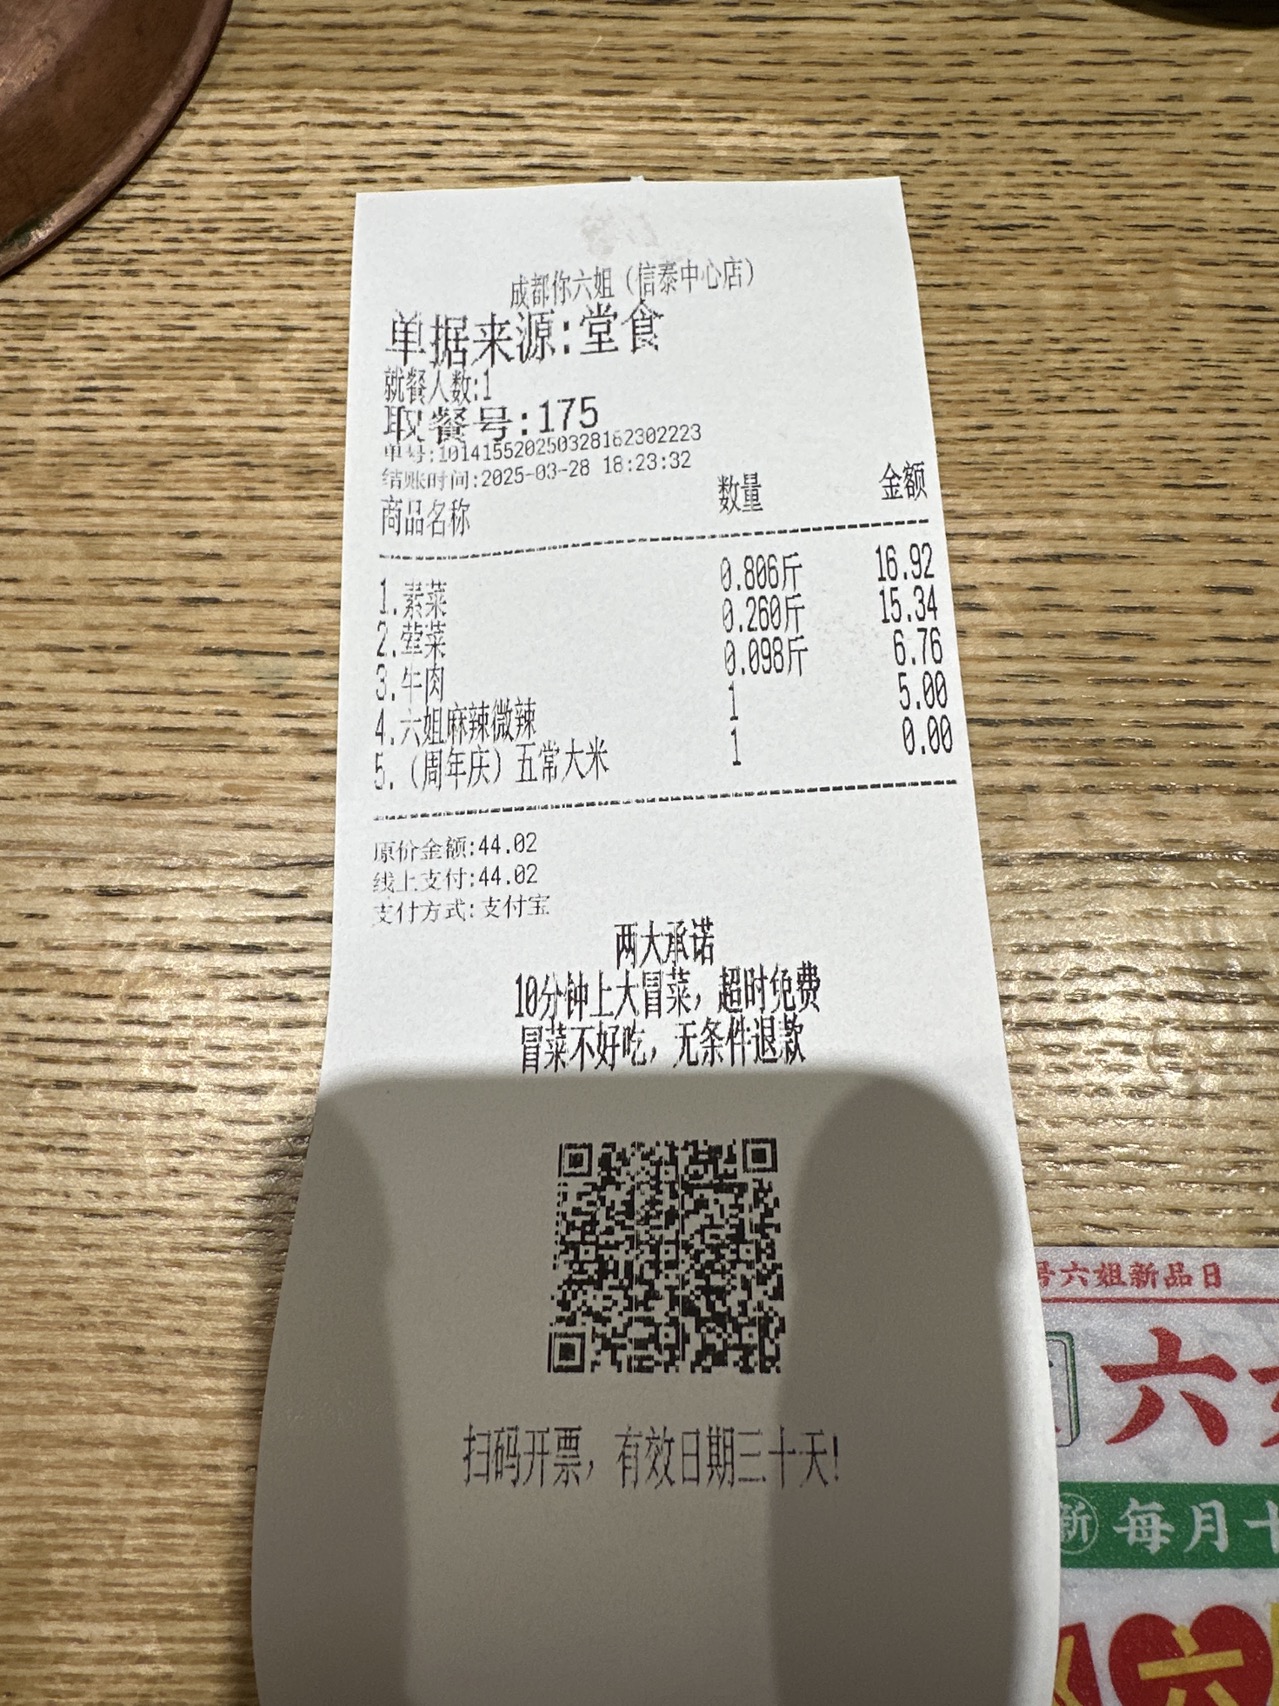 成都你六姐（信泰中心店）
单据来源:堂食
就餐人数:1
取餐号:175
单号:101415520250328182302223
结账时间:2025-03-28 18:23:32
商品名称 数量 金额
1.素菜 0.806斤 16.92
2.荤菜 0.260斤 15.34
3.牛肉 0.098斤 6.76
4.六姐麻辣微辣 1 5.00
5.（周年庆）五常大米 1 0.00
原价金额:44.02
线上支付:44.02
支付方式:支付宝
两大承诺
10分钟上大冒菜，超时免费
冒菜不好吃，无条件退款
扫码开票，有效日期三十天!
号六姐新品日
六
新 每月十
六